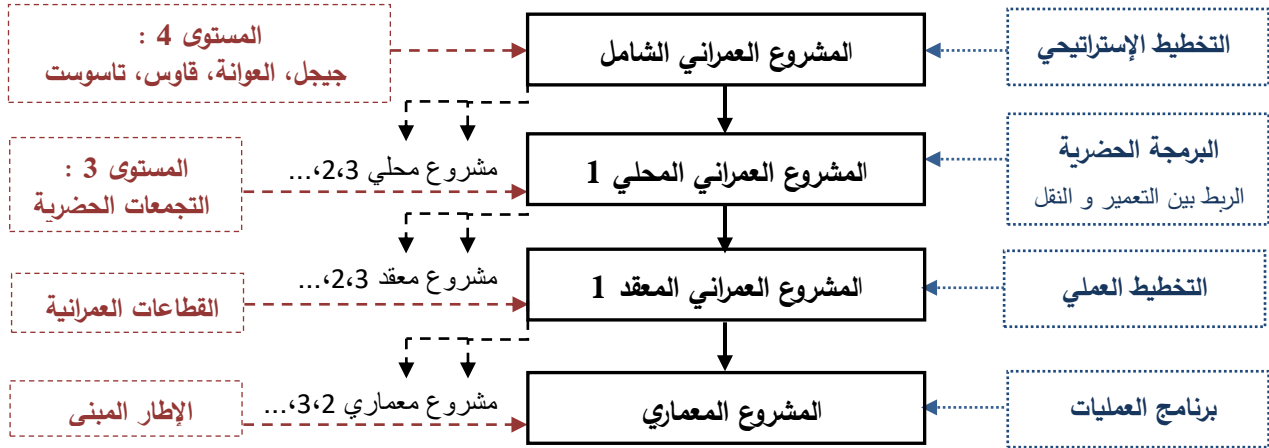 التخطيط الإستراتيحي
المشروع العمراني الشامل
المستوى 4 :
جيجل، العوانة، قاوس، تاسوست
البرمجة الحضرية
الربط بين التعمير و النقل
المشروع العمراني المحلي 1
مشروع محلي 2،3،...
المستوى 3 :
التجمعات الحضرية
التخطيط العملي
المشروع العمراني المعقد 1
مشروع معقد 2،3،...
القطاعات العمرانية
برنامج العمليات
المشروع المعماري
مشروع معماري 2،3،...
الإطار المبنى